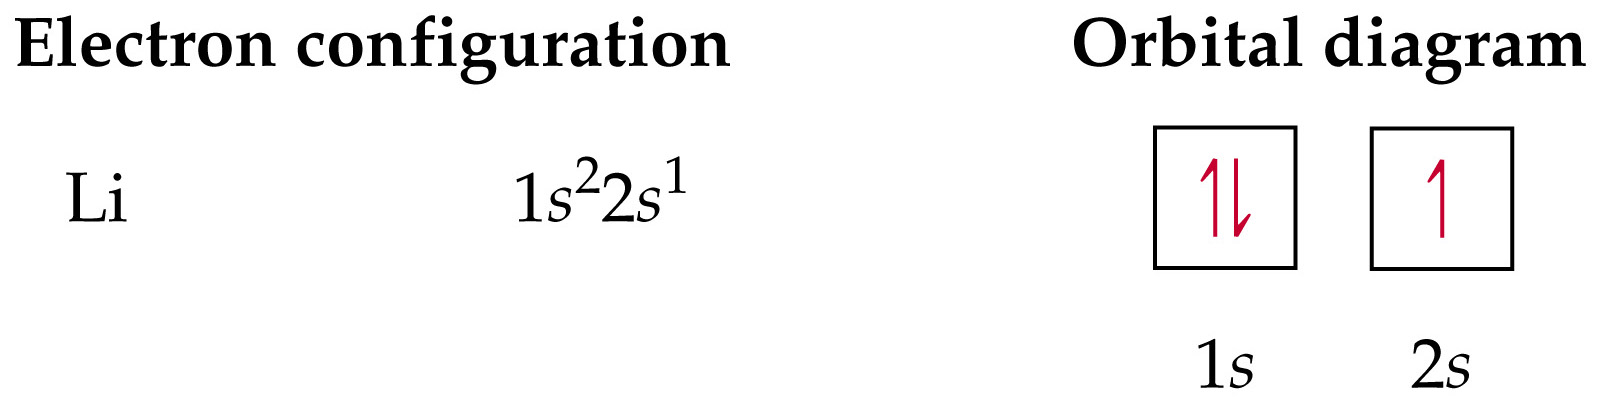 Electron configuration Orbital diagram
Li 1s²2s¹ ↿⇂ ↿
1s 2s